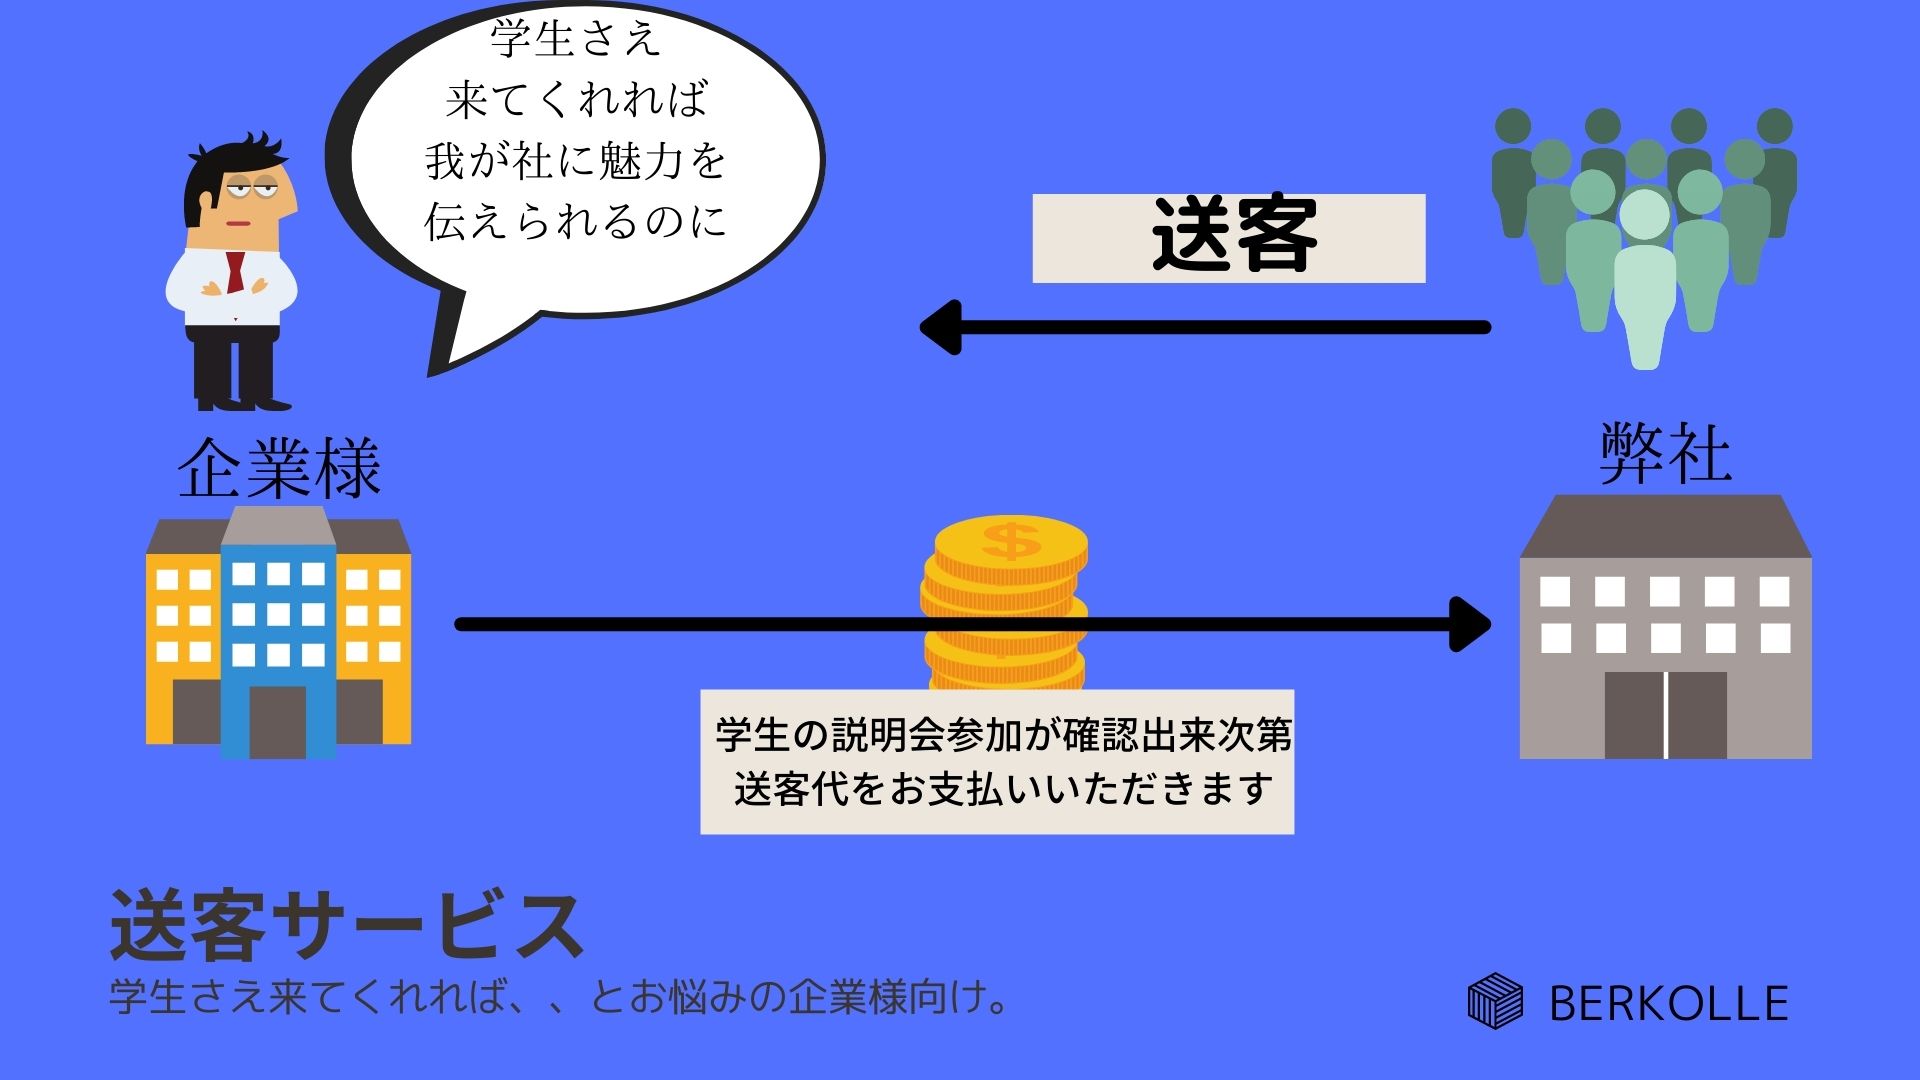 学生さえ
来てくれれば
我が社に魅力を
伝えられるのに
送客
企業様
弊社
学生の説明会参加が確認出来次第
送客代をお支払いいただきます
送客サービス
学生さえ来てくれれば、、とお悩みの企業様向け。
BERKOLLE